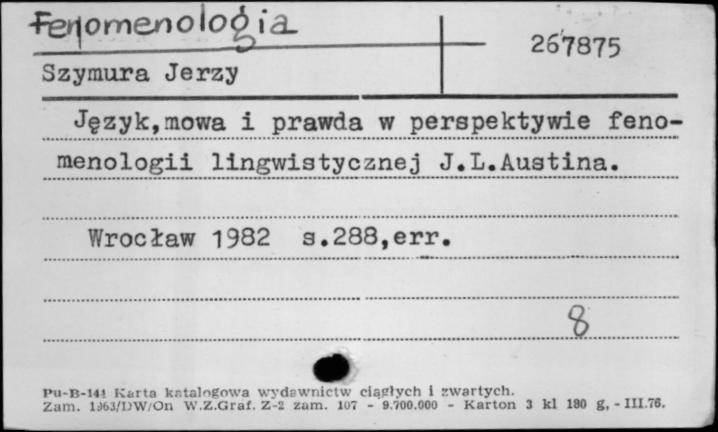 Fenomenologia
267875
Szymura Jerzy
Język,mowa i prawda w perspektywie feno-
menologii lingwistycznej J.L.Austina.
Wrocław 1982 s.288,err.
8
Pu-B-141 Karta katalogowa wydawnictw ciągłych i zwartych.
Zam. 1963/DW/On W.Z.Graf. Z-2 zam. 107 - 9.700.000 - Karton 3 kl 180 g, - III.76.